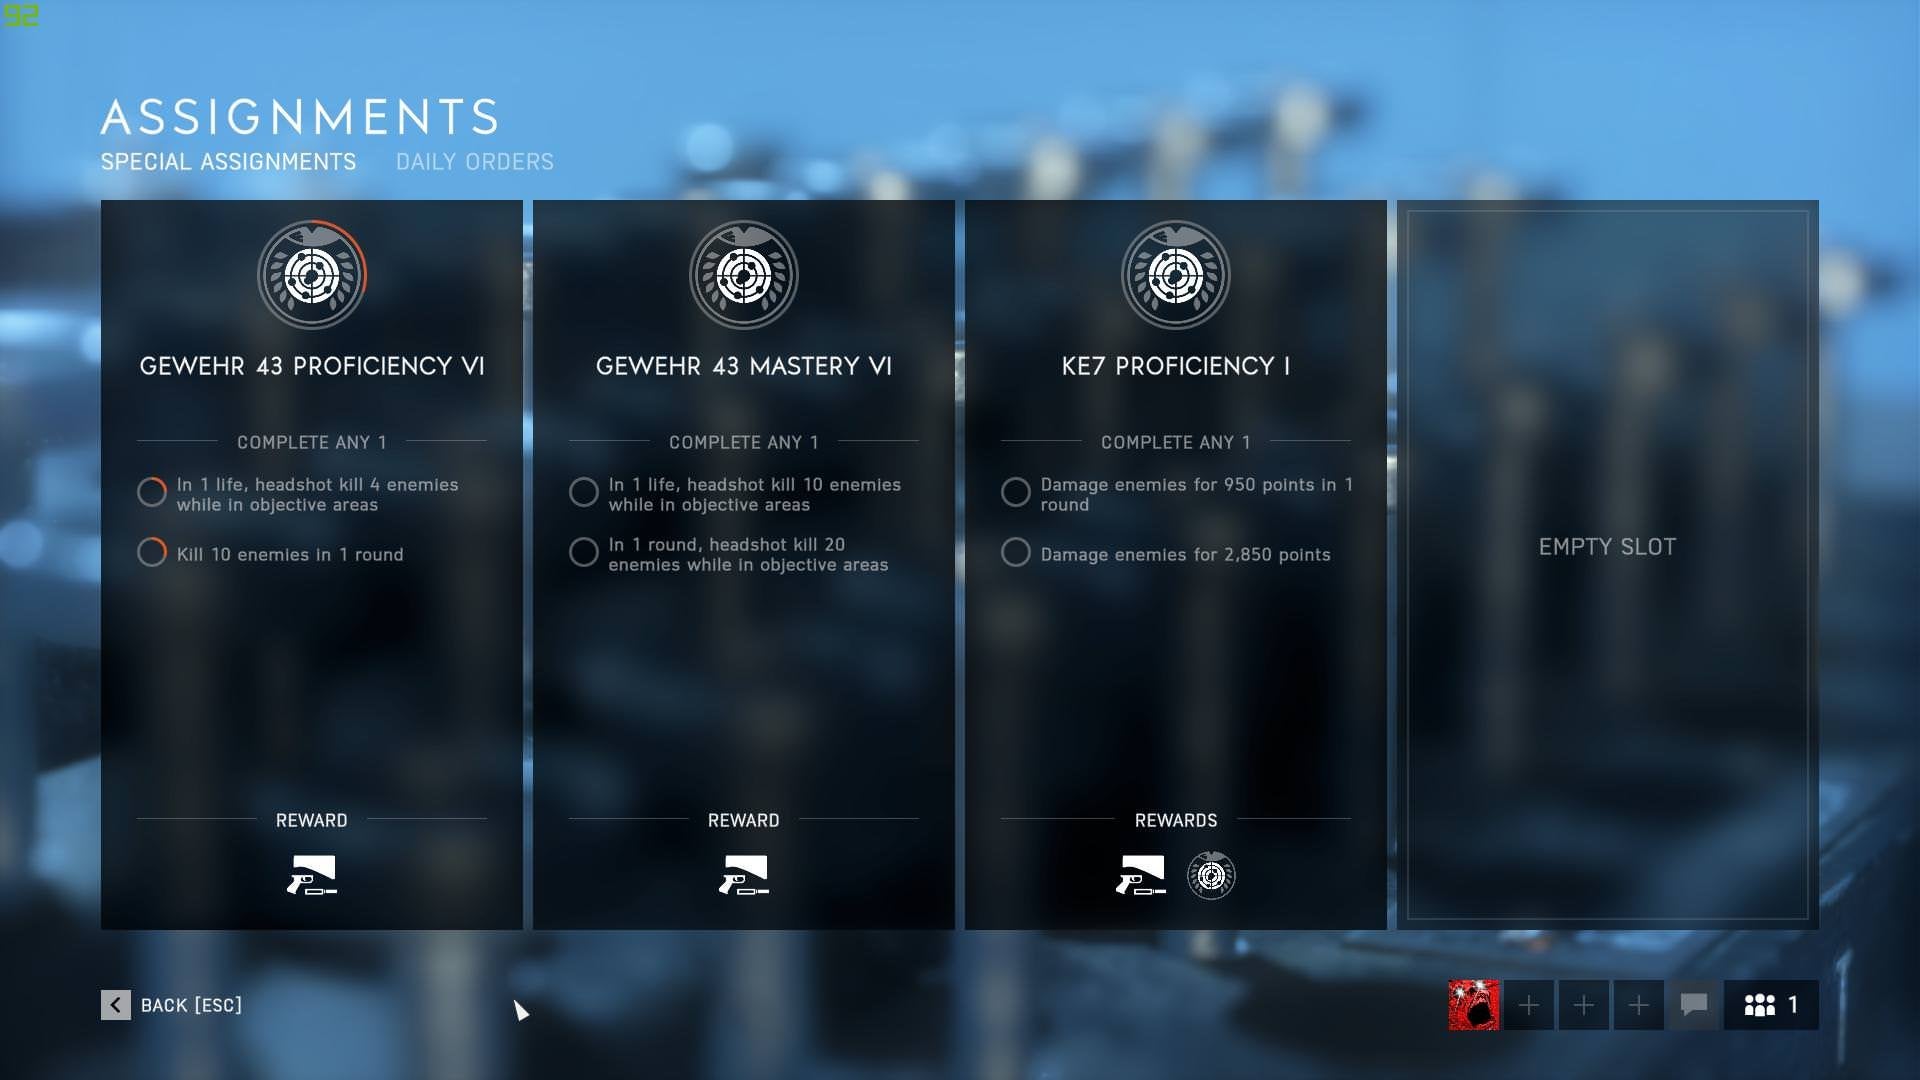 92
ASSIGNMENTS
SPECIAL ASSIGNMENTS
DAILY ORDERS
GEWEHR 43 PROFICIENCY VI
COMPLETE ANY 1
In 1 life, headshot kill 4 enemies
while in objective areas
Kill 10 enemies in 1 round
REWARD
GEWEHR 43 MASTERY VI
COMPLETE ANY 1
In 1 life, headshot kill 10 enemies
while in objective areas
In 1 round, headshot kill 20
enemies while in objective areas
REWARD
KE7 PROFICIENCY I
COMPLETE ANY 1
Damage enemies for 950 points in 1
round
Damage enemies for 2,850 points
REWARDS
EMPTY SLOT
BACK [ESC]
1